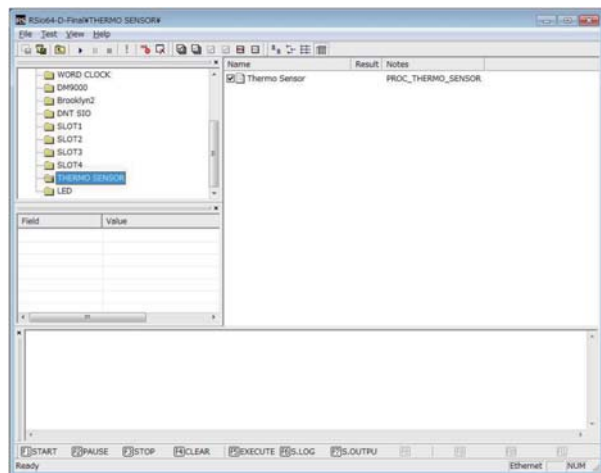 RSio64-D-Final¥THERMO SENSOR¥
File Test View Help
Name Result Notes
Thermo Sensor PROC_THERMO_SENSOR
WORD CLOCK
DM9000
Brooklyn2
DNT SIO
SLOT1
SLOT2
SLOT3
SLOT4
THERMO SENSOR
LED
Field Value
START PAUSE STOP CLEAR EXECUTE S.LOG S.OUTPU
Ready Ethernet NUM